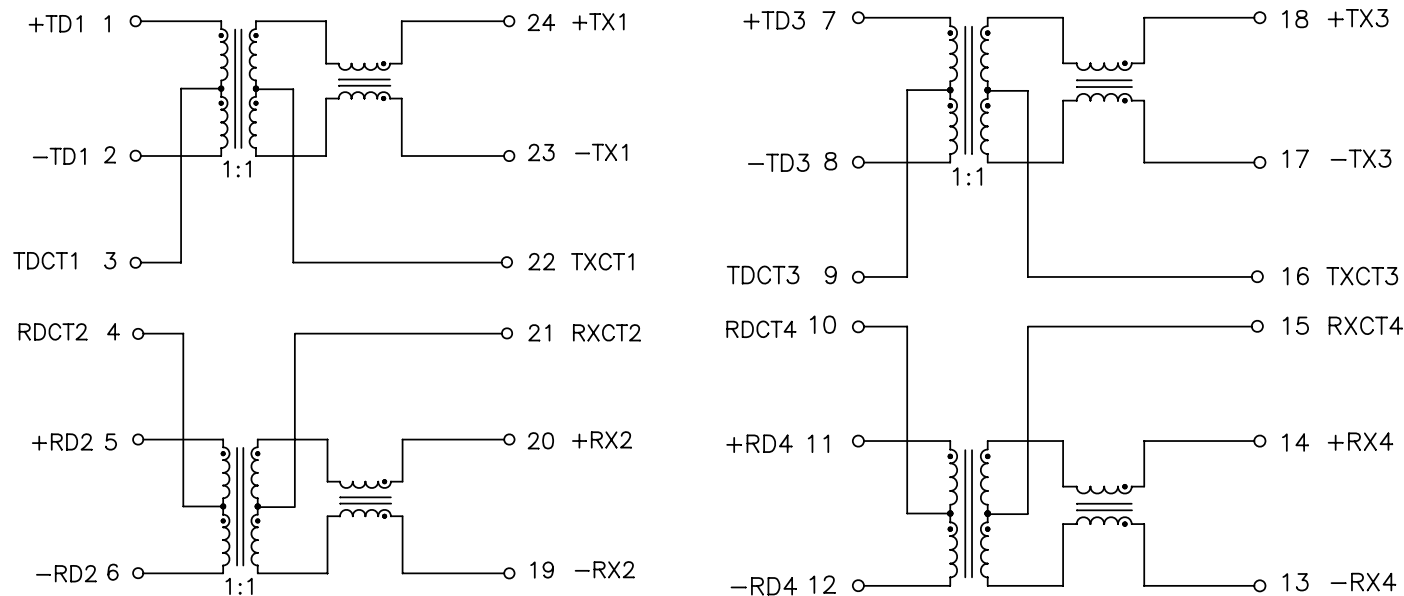 +TD1 1
24 +TX1
−TD1 2
23 −TX1
1:1
TDCT1 3
22 TXCT1
RDCT2 4
21 RXCT2
+RD2 5
20 +RX2
−RD2 6
19 −RX2
1:1
+TD3 7
18 +TX3
−TD3 8
17 −TX3
1:1
TDCT3 9
16 TXCT3
RDCT4 10
15 RXCT4
+RD4 11
14 +RX4
−RD4 12
13 −RX4